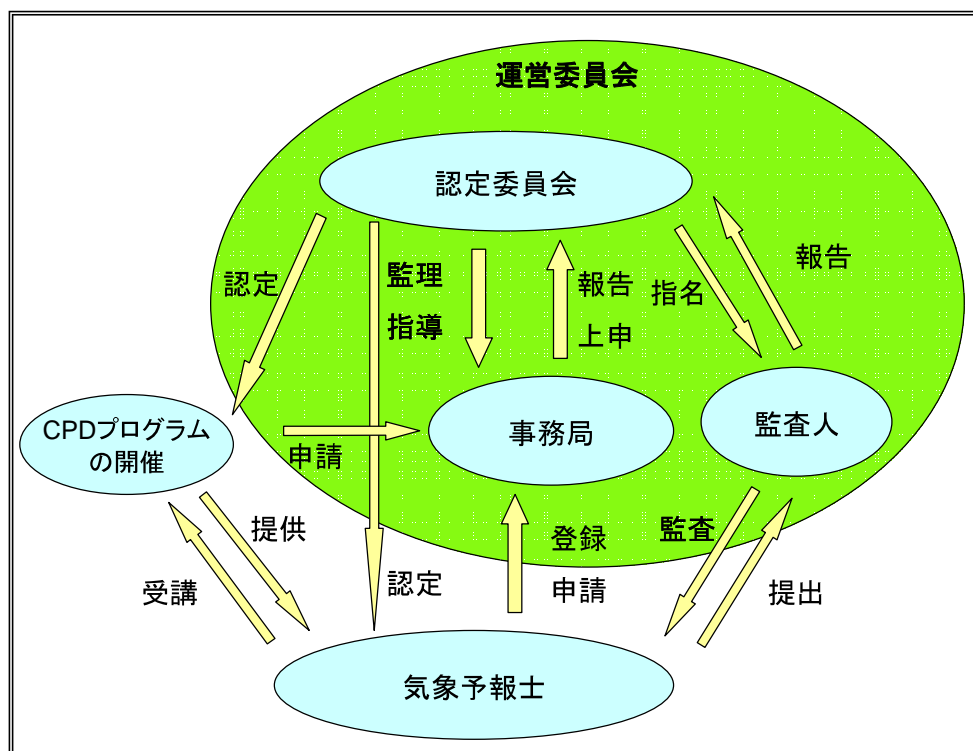 運営委員会
認定委員会
認定
監理
指導
報告
上申
指名
報告
CPDプログラム
の開催
申請
事務局
監査人
提供
受講
認定
登録
申請
監査
提出
気象予報士